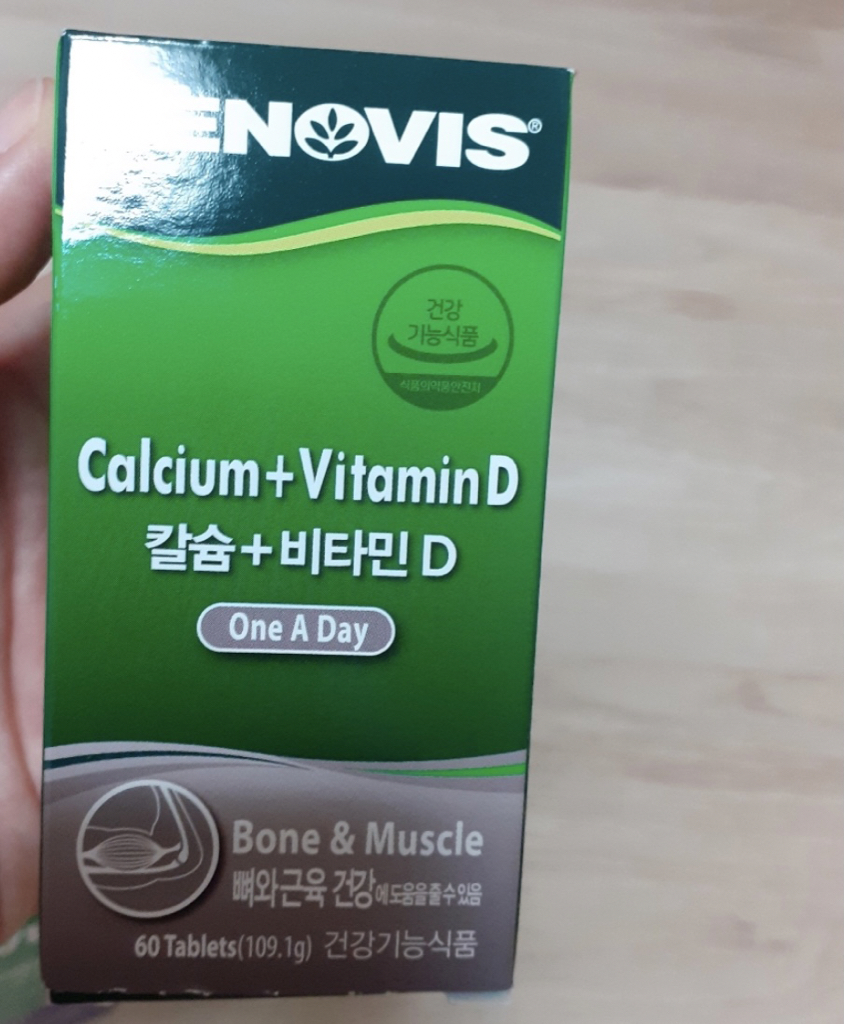 ENOVIS®
건강
기능식품
식품의약품안전처
Calcium+Vitamin D
칼슘+비타민 D
One A Day
Bone & Muscle
뼈와 근육 건강에 도움을 줄 수 있음
60 Tablets(109.1g) 건강기능식품